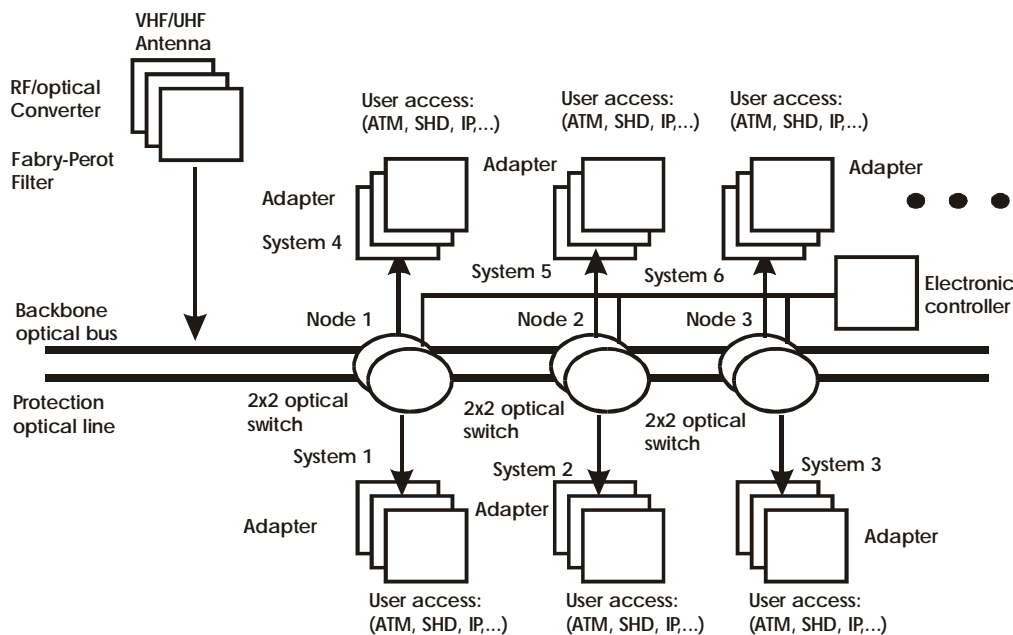 VHF/UHF
Antenna
RF/optical
Converter
Fabry-Perot
Filter
User access:
(ATM, SHD, IP,...)
User access:
(ATM, SHD, IP,...)
User access:
(ATM, SHD, IP,...)
Adapter
Adapter
Adapter
System 4
System 5
System 6
Electronic
controller
Backbone
optical bus
Node 1
Node 2
Node 3
Protection
optical line
2x2 optical
switch
2x2 optical
switch
2x2 optical
switch
System 1
System 2
System 3
Adapter
Adapter
Adapter
User access:
(ATM, SHD, IP,...)
User access:
(ATM, SHD, IP,...)
User access:
(ATM, SHD, IP,...)